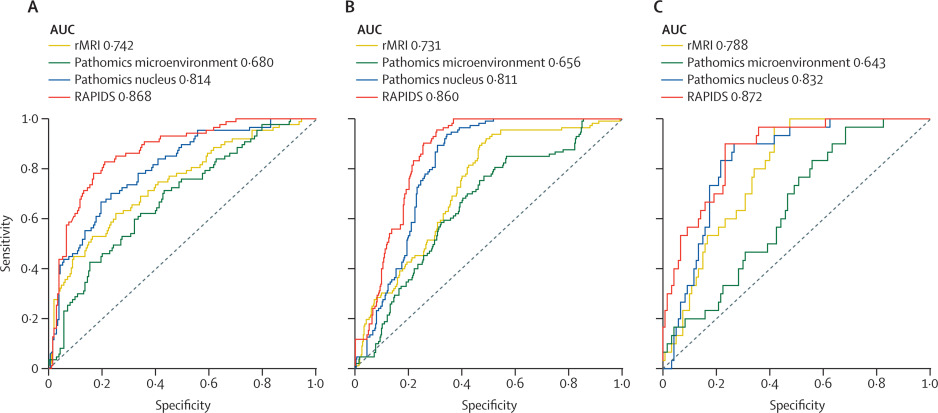 A
AUC
rMRI 0·742
Pathomics microenvironment 0·680
Pathomics nucleus 0·814
RAPIDS 0·868
1·0
0·8
0·6
0·4
0·2
0
Sensitivity
0 0·2 0·4 0·6 0·8 1·0
Specificity
B
AUC
rMRI 0·731
Pathomics microenvironment 0·656
Pathomics nucleus 0·811
RAPIDS 0·860
0 0·2 0·4 0·6 0·8 1·0
Specificity
C
AUC
rMRI 0·788
Pathomics microenvironment 0·643
Pathomics nucleus 0·832
RAPIDS 0·872
0 0·2 0·4 0·6 0·8 1·0
Specificity